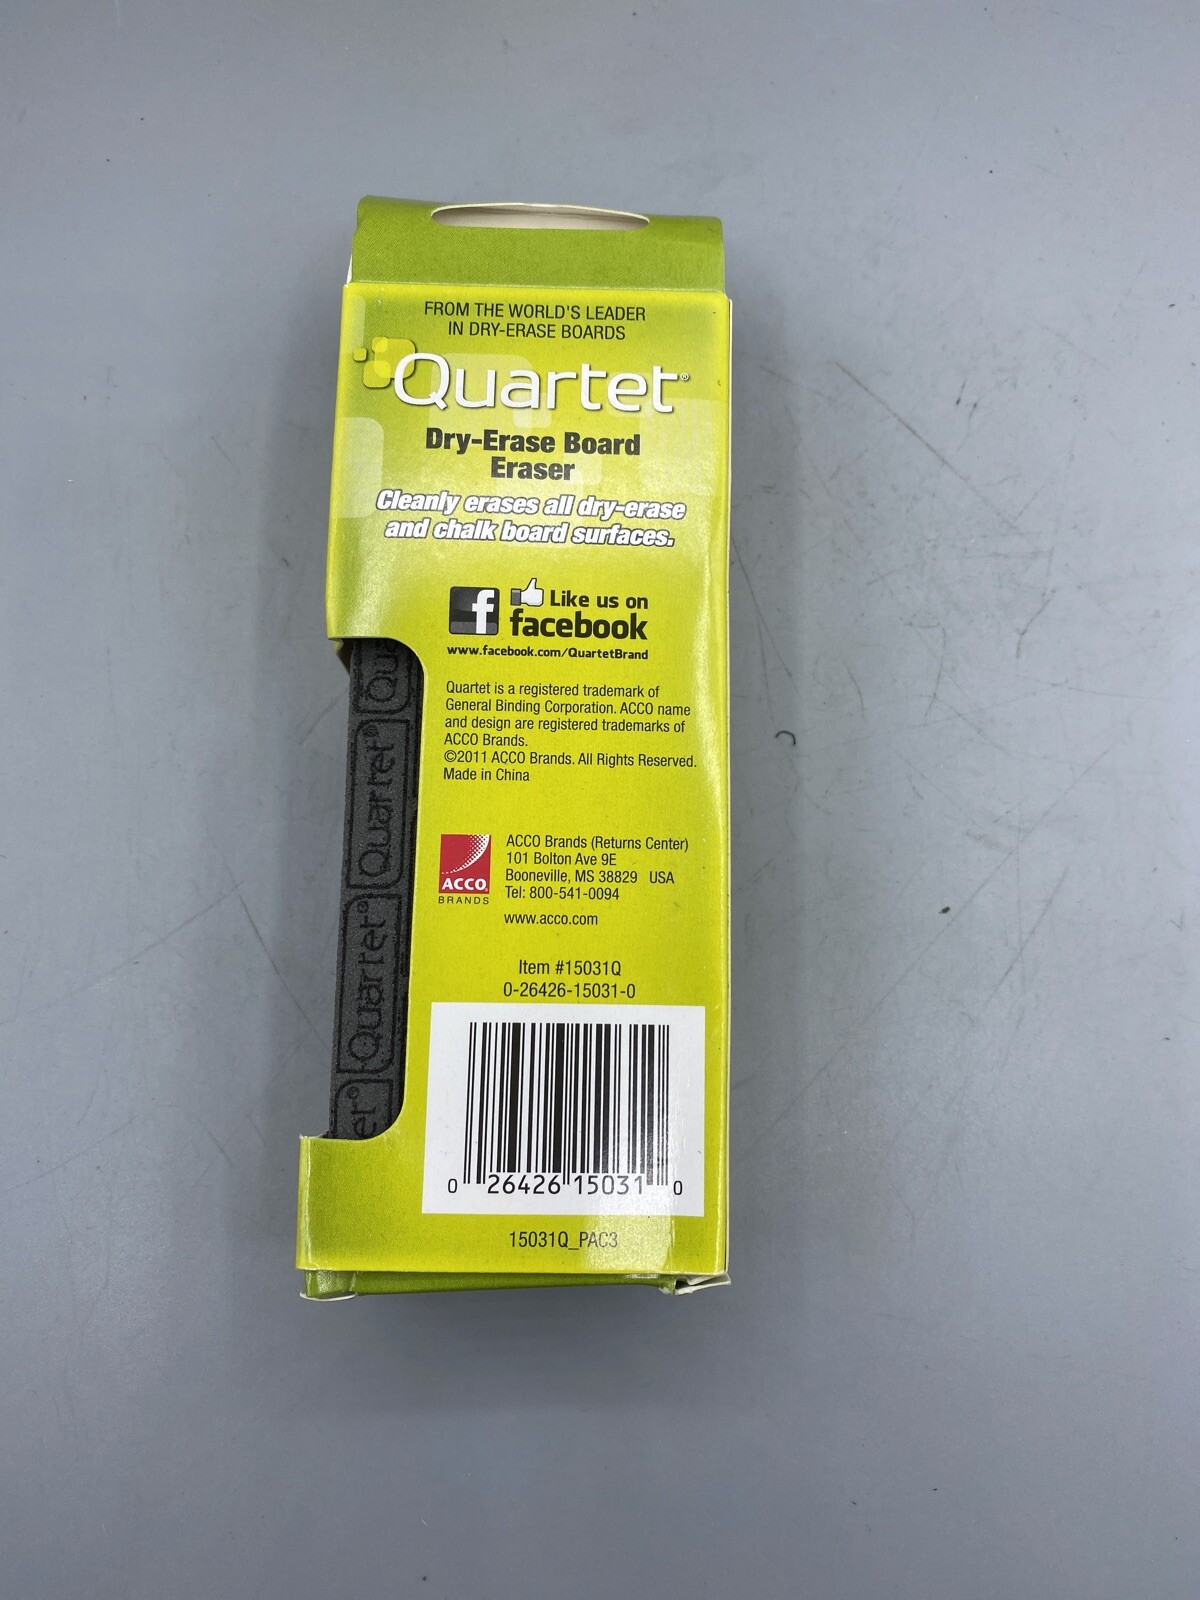 FROM THE WORLD'S LEADER
IN DRY-ERASE BOARDS
Quartet®
Dry-Erase Board
Eraser
Cleanly erases all dry-erase
and chalk board surfaces.
f
Like us on
facebook
www.facebook.com/QuartetBrand
Quartet is a registered trademark of
General Binding Corporation. ACCO name
and design are registered trademarks of
ACCO Brands.
©2011 ACCO Brands. All Rights Reserved.
Made in China
ACCO
BRANDS
ACCO Brands (Returns Center)
101 Bolton Ave 9E
Booneville, MS 38829 USA
Tel: 800-541-0094
www.acco.com
Item #15031Q
0-26426-15031-0
0 26426 15031 0
15031Q_PAC3
Qua
Quartet®
Quartet®
et®